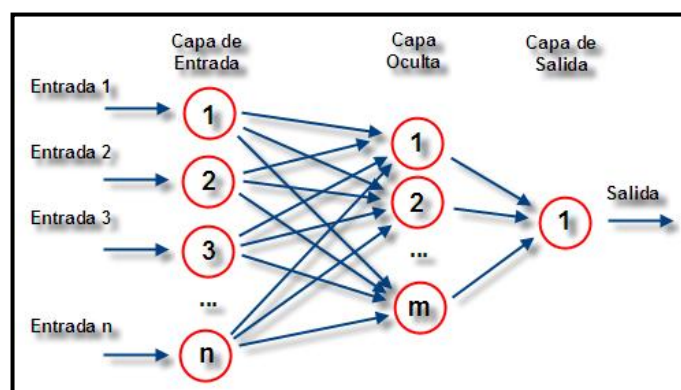 Capa de
Entrada
Capa
Oculta
Capa de
Salida
Entrada 1
1
Entrada 2
2
Entrada 3
3
...
Entrada n
n
1
2
...
m
1
Salida